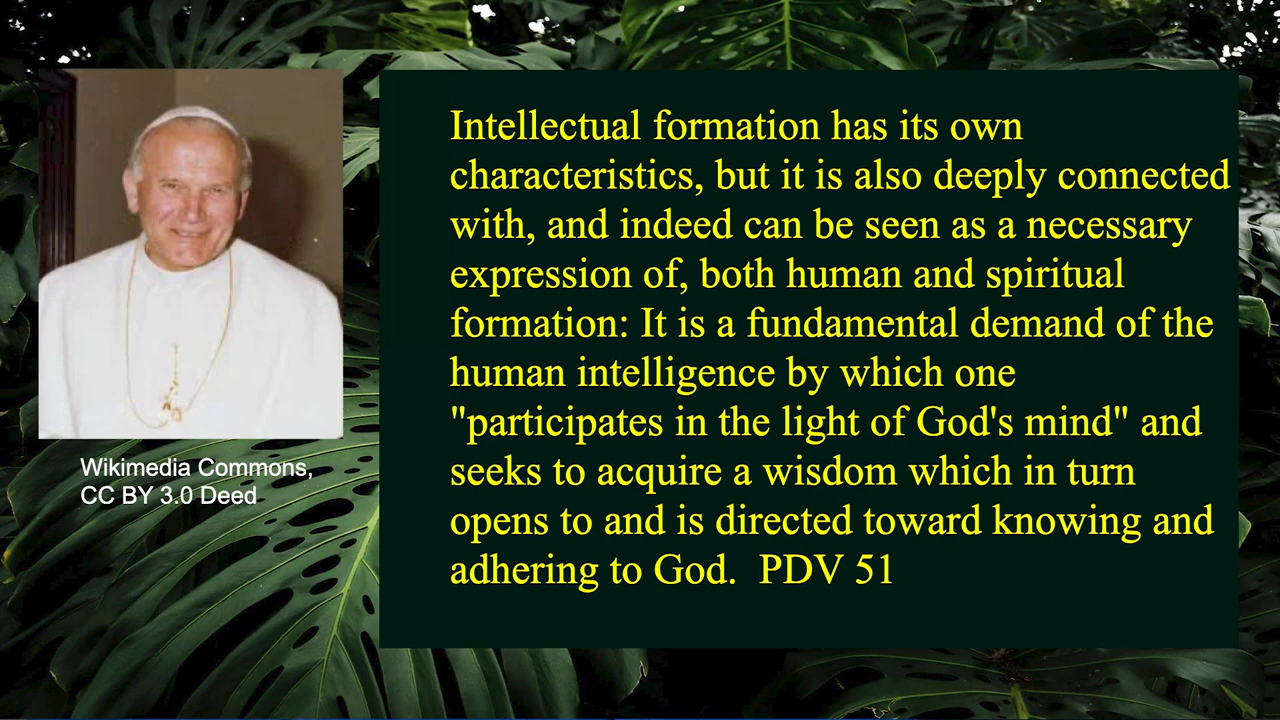 Intellectual formation has its own
characteristics, but it is also deeply connected
with, and indeed can be seen as a necessary
expression of, both human and spiritual
formation: It is a fundamental demand of the
human intelligence by which one
"participates in the light of God's mind" and
seeks to acquire a wisdom which in turn
opens to and is directed toward knowing and
adhering to God.  PDV 51
Wikimedia Commons,
CC BY 3.0 Deed